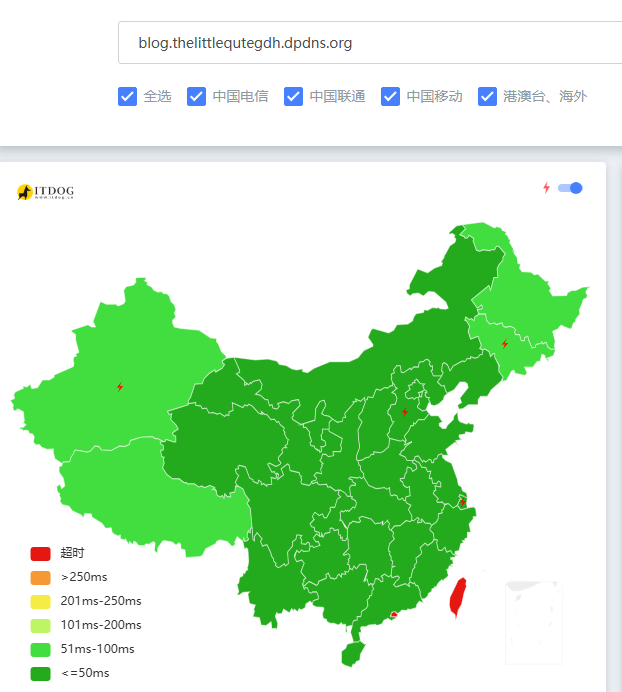 blog.thelittlequtegdh.dpdns.org
全选 中国电信 中国联通 中国移动 港澳台、海外
ITDOG
www.itdog.cn
超时
>250ms
201ms-250ms
101ms-200ms
51ms-100ms
<=50ms